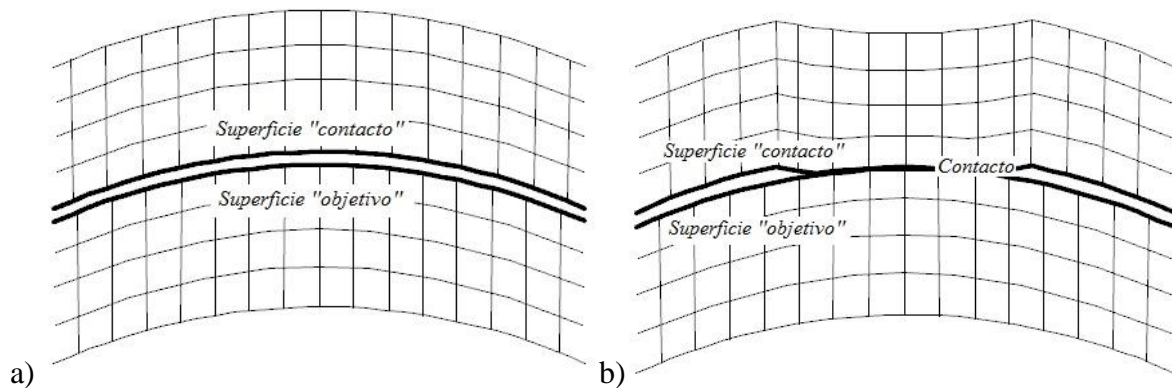 Superficie "contacto"
Superficie "objetivo"
a)
Superficie "contacto"
Contacto
Superficie "objetivo"
b)